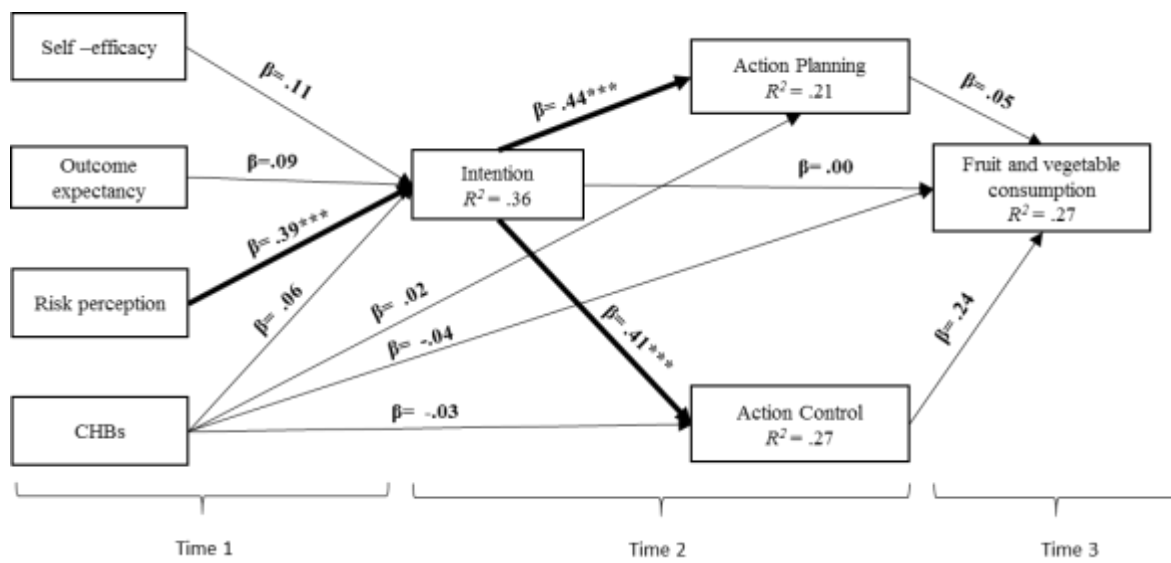 Self –efficacy
β= .11
Outcome
expectancy
β=.09
Risk perception
β= .39***
CHBs
β= .06
Intention
R² = .36
β= .44***
β= .02
β= -.04
β= -.03
β= .41***
Action Planning
R² = .21
β= .00
Action Control
R² = .27
β= .05
β= .24
Fruit and vegetable
consumption
R² = .27
Time 1
Time 2
Time 3